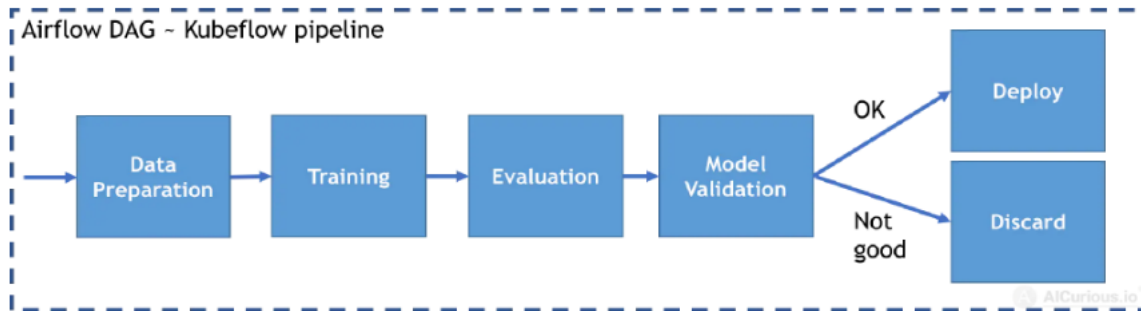 Airflow DAG ~ Kubeflow pipeline
Data
Preparation
Training
Evaluation
Model
Validation
OK
Deploy
Not
good
Discard
AICurious.io